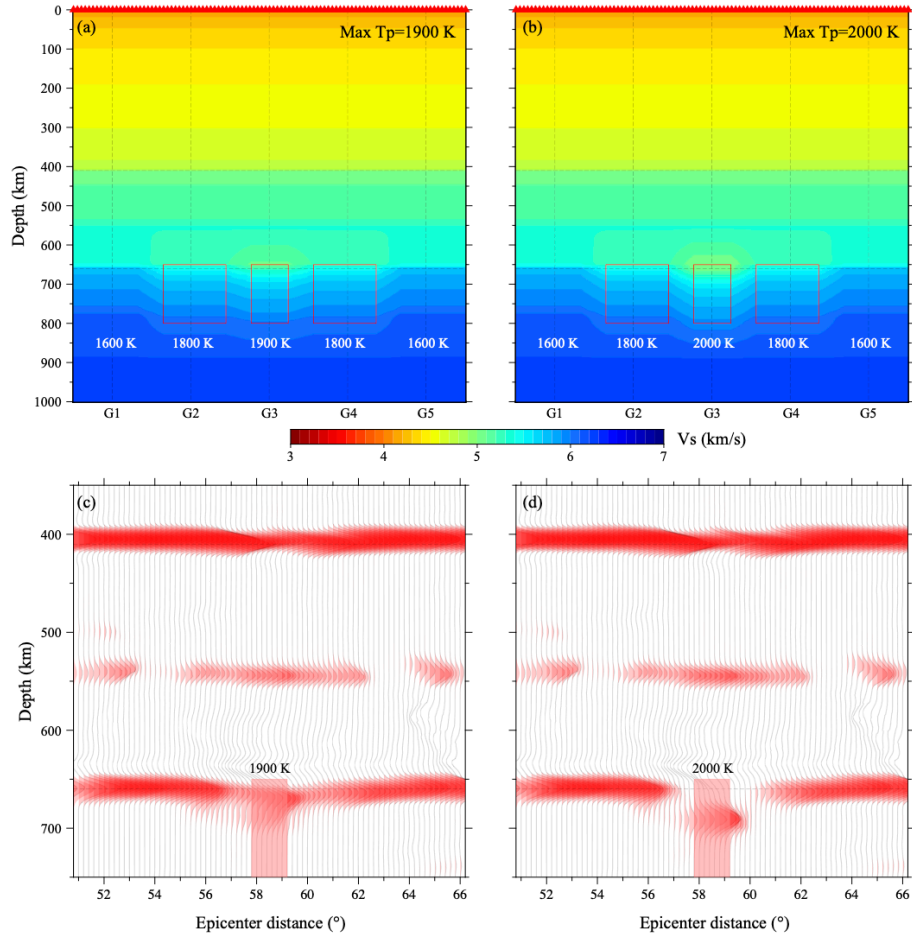 (a)
Max Tp=1900 K
(b)
Max Tp=2000 K
Depth (km)
0
100
200
300
400
500
600
700
800
900
1000
1600 K
1800 K
1900 K
1800 K
1600 K
1600 K
1800 K
2000 K
1800 K
1600 K
G1
G2
G3
G4
G5
G1
G2
G3
G4
G5
3
4
5
6
7
Vs (km/s)
(c)
(d)
Depth (km)
400
500
600
700
1900 K
2000 K
52
54
56
58
60
62
64
66
52
54
56
58
60
62
64
66
Epicenter distance (°)
Epicenter distance (°)